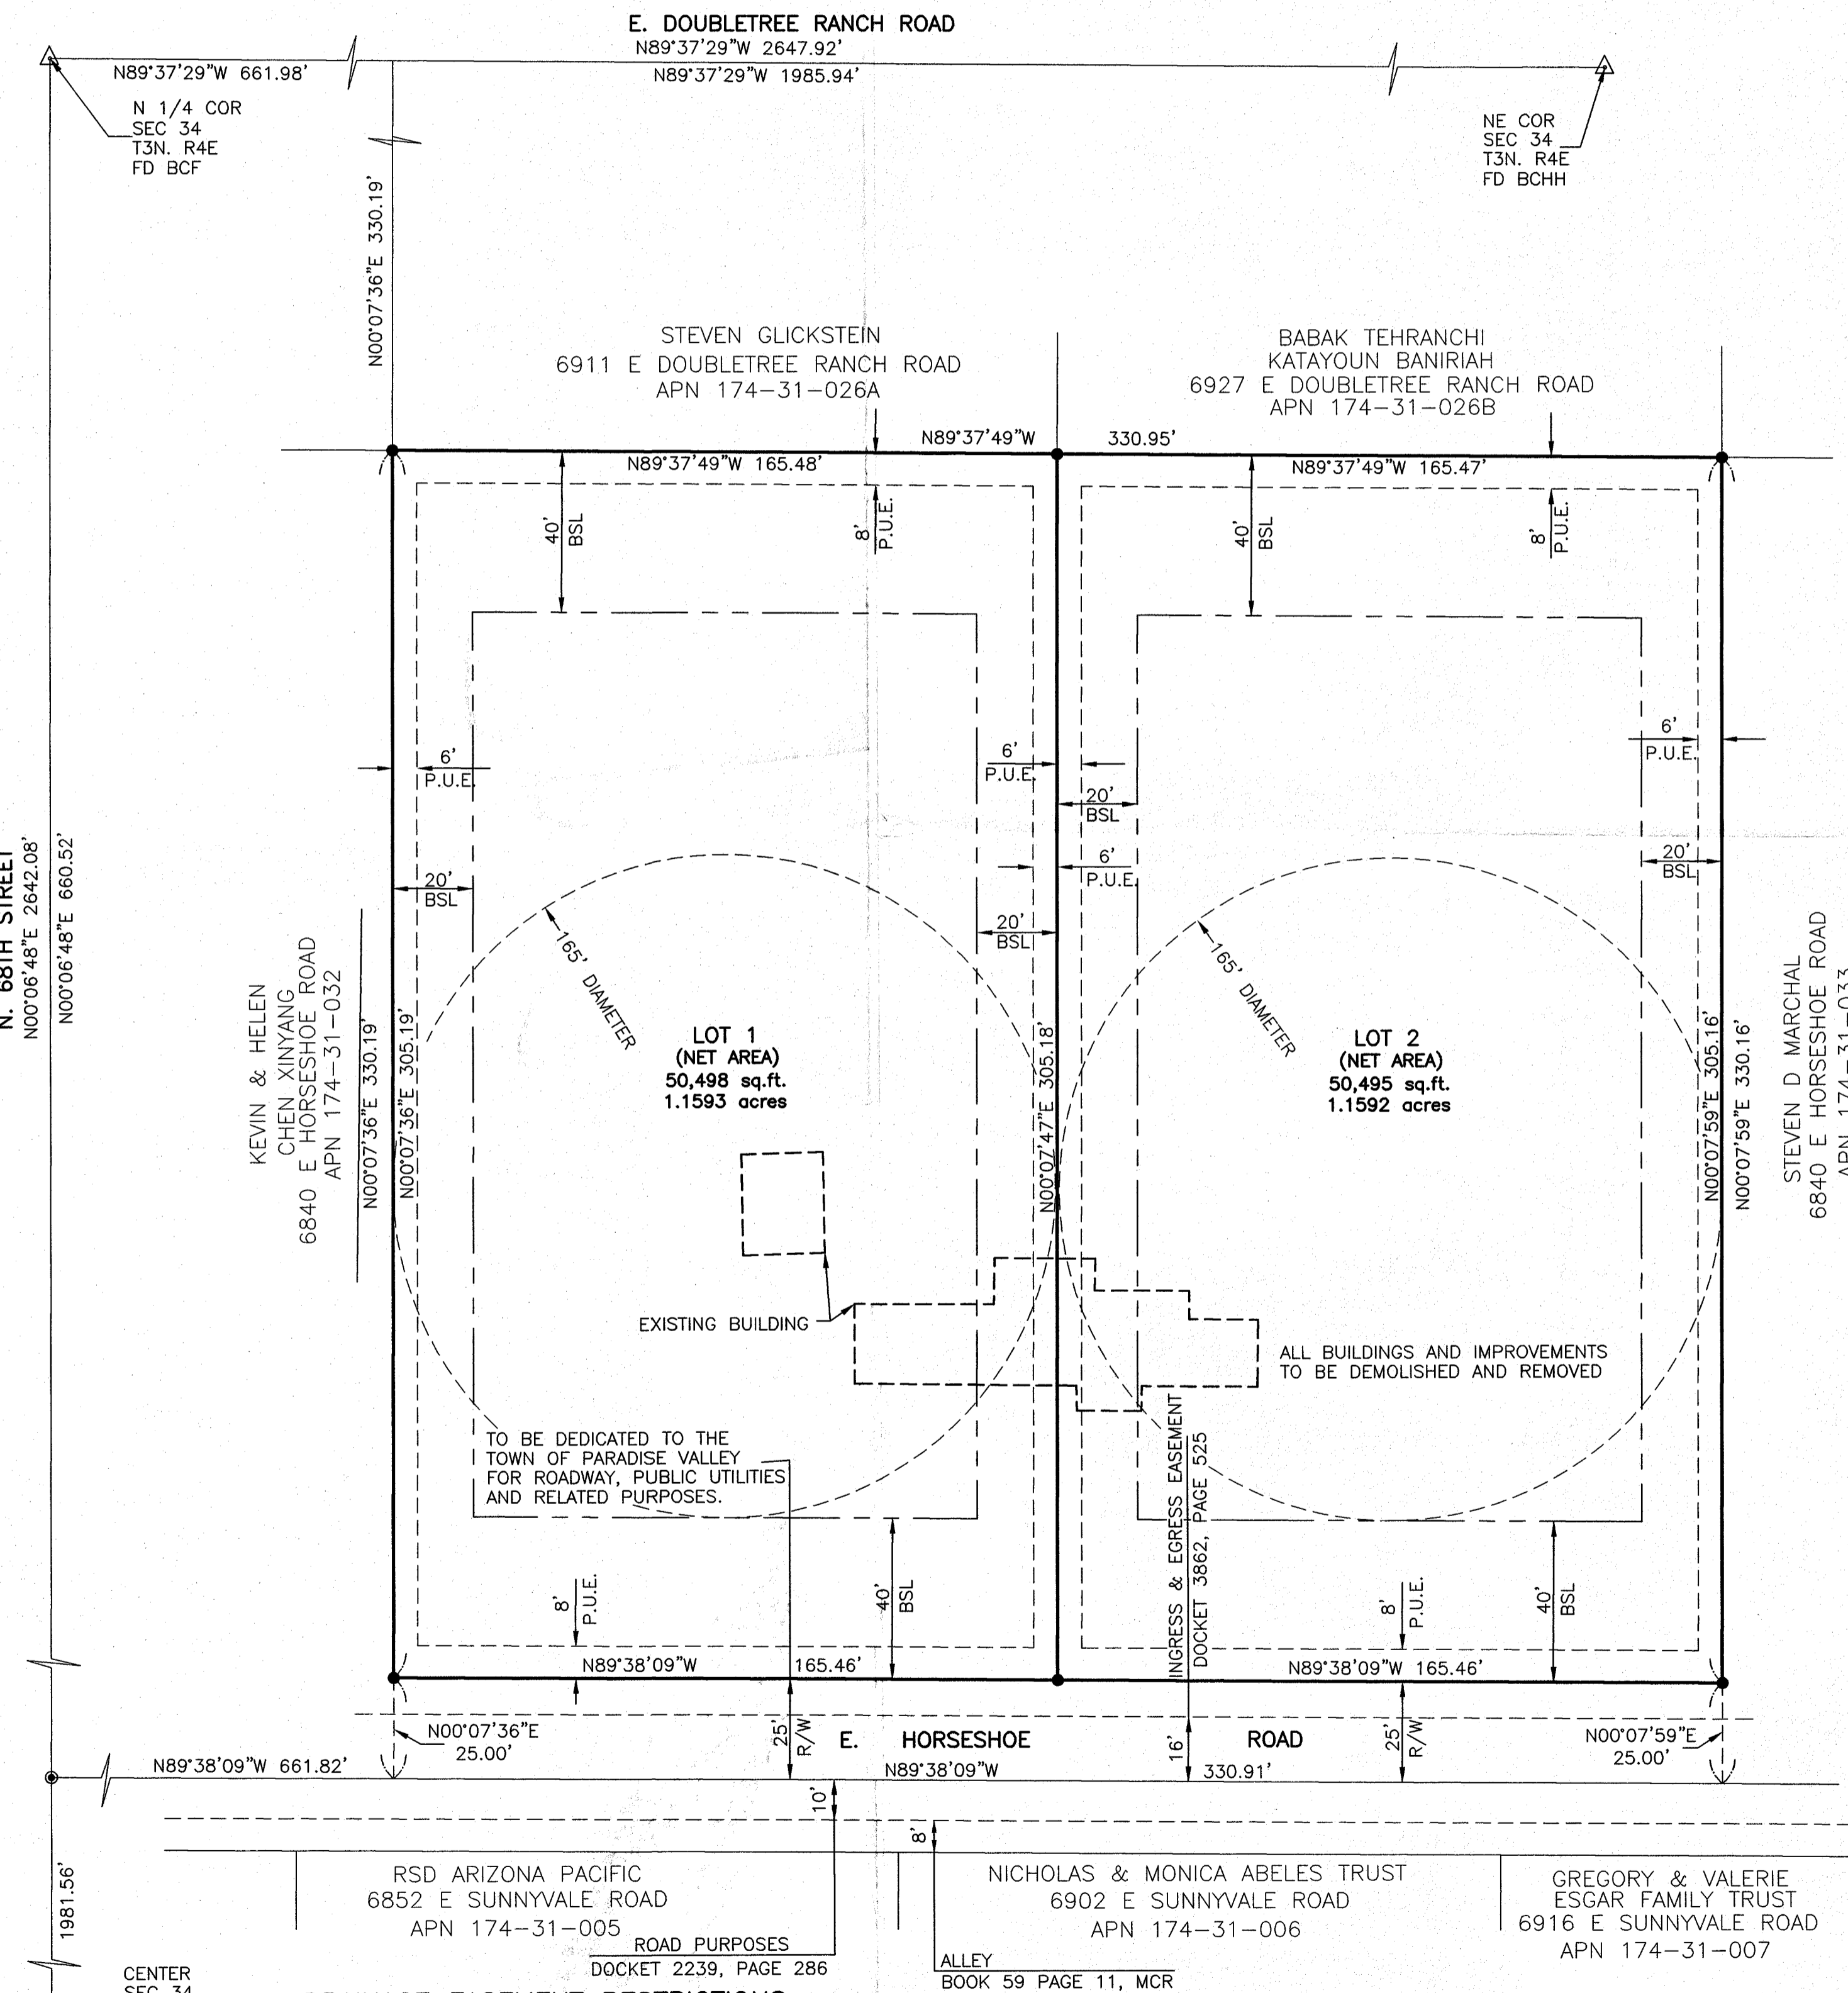 E. DOUBLETREE RANCH ROAD
N89°37'29"W 2647.92'
N89°37'29"W 661.98'
N89°37'29"W 1985.94'
N 1/4 COR
SEC 34
T3N. R4E
FD BCF
NE COR
SEC 34
T3N. R4E
FD BCHH
N00°07'36"E 330.19'
STEVEN GLICKSTEIN
6911 E DOUBLETREE RANCH ROAD
APN 174-31-026A
BABAK TEHRANCHI
KATAYOUN BANIRIAH
6927 E DOUBLETREE RANCH ROAD
APN 174-31-026B
N89°37'49"W 330.95'
N89°37'49"W 165.48'
N89°37'49"W 165.47'
40'
BSL
8'
P.U.E.
40'
BSL
8'
P.U.E.
6'
P.U.E.
6'
P.U.E.
20'
BSL
6'
P.U.E.
6'
P.U.E.
20'
BSL
20'
BSL
20'
BSL
N. 68TH STREET
N00°06'48"E 2642.08'
N00°06'48"E 660.52'
KEVIN & HELEN
CHEN XINYANG
6840 E HORSESHOE ROAD
APN 174-31-032
N00°07'36"E 330.19'
N00°07'36"E 305.19'
165' DIAMETER
LOT 1
(NET AREA)
50,498 sq.ft.
1.1593 acres
N00°07'47"E 305.18'
165' DIAMETER
LOT 2
(NET AREA)
50,495 sq.ft.
1.1592 acres
N00°07'59"E 305.16'
N00°07'59"E 330.16'
STEVEN D MARCHAL
6840 E HORSESHOE ROAD
APN 174-31-033
EXISTING BUILDING
ALL BUILDINGS AND IMPROVEMENTS
TO BE DEMOLISHED AND REMOVED
TO BE DEDICATED TO THE
TOWN OF PARADISE VALLEY
FOR ROADWAY, PUBLIC UTILITIES
AND RELATED PURPOSES.
INGRESS & EGRESS EASEMENT
DOCKET 3862, PAGE 525
8'
P.U.E.
40'
BSL
8'
P.U.E.
40'
BSL
N89°38'09"W 165.46'
N89°38'09"W 165.46'
N00°07'36"E
25.00'
25'
R/W
E. HORSESHOE ROAD
16'
25'
R/W
N00°07'59"E
25.00'
N89°38'09"W 661.82'
N89°38'09"W 330.91'
10'
8'
1981.56'
RSD ARIZONA PACIFIC
6852 E SUNNYVALE ROAD
APN 174-31-005
NICHOLAS & MONICA ABELES TRUST
6902 E SUNNYVALE ROAD
APN 174-31-006
GREGORY & VALERIE
ESGAR FAMILY TRUST
6916 E SUNNYVALE ROAD
APN 174-31-007
ROAD PURPOSES
DOCKET 2239, PAGE 286
ALLEY
BOOK 59 PAGE 11, MCR
CENTER
SEC 34
EASEMENT RESTRICTIONS